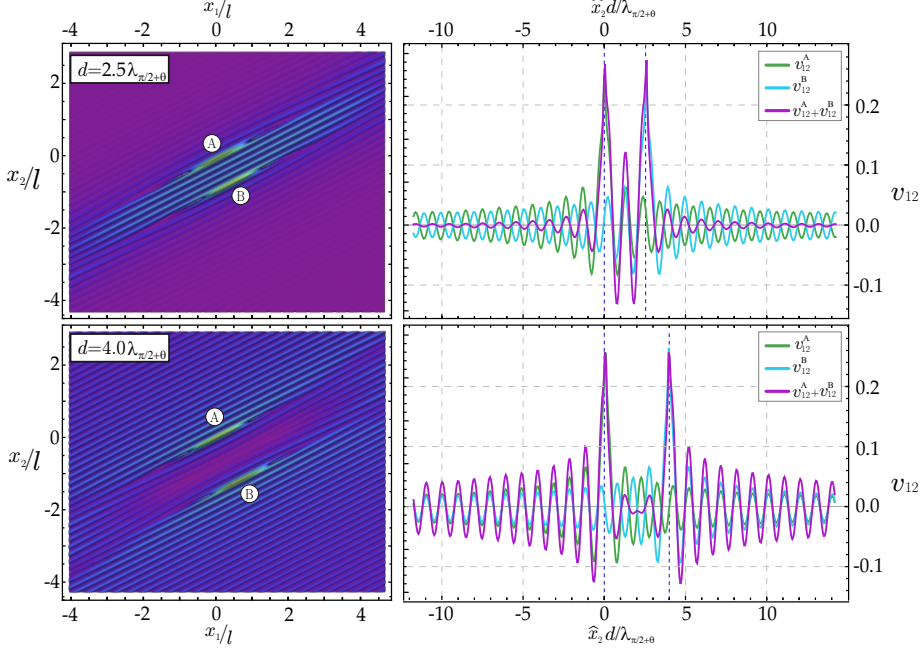 x₁/l
-4 -2 0 2 4
d=2.5λπ/2+θ
A
B
x₂/l
2
0
-2
-4
x̂₂d/λπ/2+θ
-10 -5 0 5 10
v₁₂ᴬ
v₁₂ᴮ
v₁₂ᴬ+v₁₂ᴮ
0.2
0.1
0.0
-0.1
v₁₂
d=4.0λπ/2+θ
A
B
x₂/l
2
0
-2
-4
-4 -2 0 2 4
x₁/l
v₁₂ᴬ
v₁₂ᴮ
v₁₂ᴬ+v₁₂ᴮ
0.2
0.1
0.0
-0.1
v₁₂
-10 -5 0 5 10
x̂₂d/λπ/2+θ